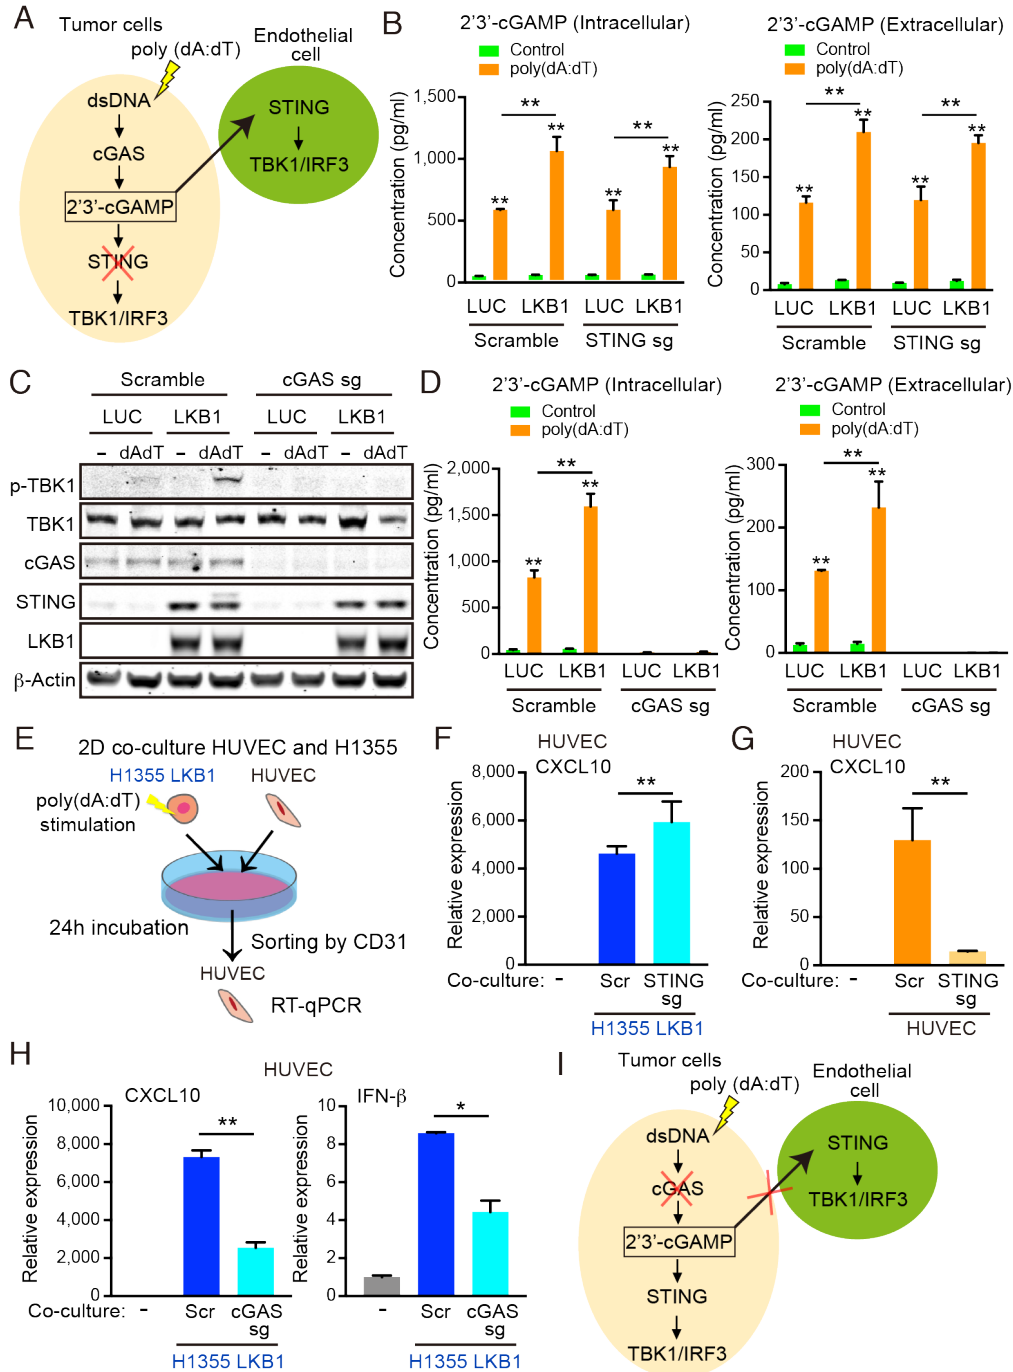 A
Tumor cells
poly (dA:dT)
Endothelial
cell
dsDNA
cGAS
2'3'-cGAMP
STING
TBK1/IRF3
STING
TBK1/IRF3
B
2'3'-cGAMP (Intracellular)
Control
poly(dA:dT)
Concentration (pg/ml)
1,500
1,000
500
0
**
**
**
**
**
**
LUC LKB1 LUC LKB1
Scramble STING sg
2'3'-cGAMP (Extracellular)
Control
poly(dA:dT)
Concentration (pg/ml)
250
200
150
100
50
0
**
**
**
**
**
**
LUC LKB1 LUC LKB1
Scramble STING sg
C
Scramble cGAS sg
LUC LKB1 LUC LKB1
– dAdT – dAdT – dAdT – dAdT
p-TBK1
TBK1
cGAS
STING
LKB1
β-Actin
D
2'3'-cGAMP (Intracellular)
Control
poly(dA:dT)
Concentration (pg/ml)
2,000
1,500
1,000
500
0
**
**
**
LUC LKB1 LUC LKB1
Scramble cGAS sg
2'3'-cGAMP (Extracellular)
Control
poly(dA:dT)
Concentration (pg/ml)
300
200
100
0
**
**
**
LUC LKB1 LUC LKB1
Scramble cGAS sg
E
2D co-culture HUVEC and H1355
H1355 LKB1 HUVEC
poly(dA:dT)
stimulation
24h incubation
Sorting by CD31
HUVEC
RT-qPCR
F
HUVEC
CXCL10
Relative expression
8,000
6,000
4,000
2,000
0
**
Co-culture: – Scr STING
sg
H1355 LKB1
G
HUVEC
CXCL10
Relative expression
200
150
100
50
0
**
Co-culture: – Scr STING
sg
HUVEC
H
HUVEC
CXCL10
Relative expression
10,000
8,000
6,000
4,000
2,000
0
**
Co-culture: – Scr cGAS
sg
H1355 LKB1
IFN-β
Relative expression
10
8
6
4
2
0
*
– Scr cGAS
sg
H1355 LKB1
I
Tumor cells
poly (dA:dT)
Endothelial
cell
dsDNA
cGAS
2'3'-cGAMP
STING
TBK1/IRF3
STING
TBK1/IRF3